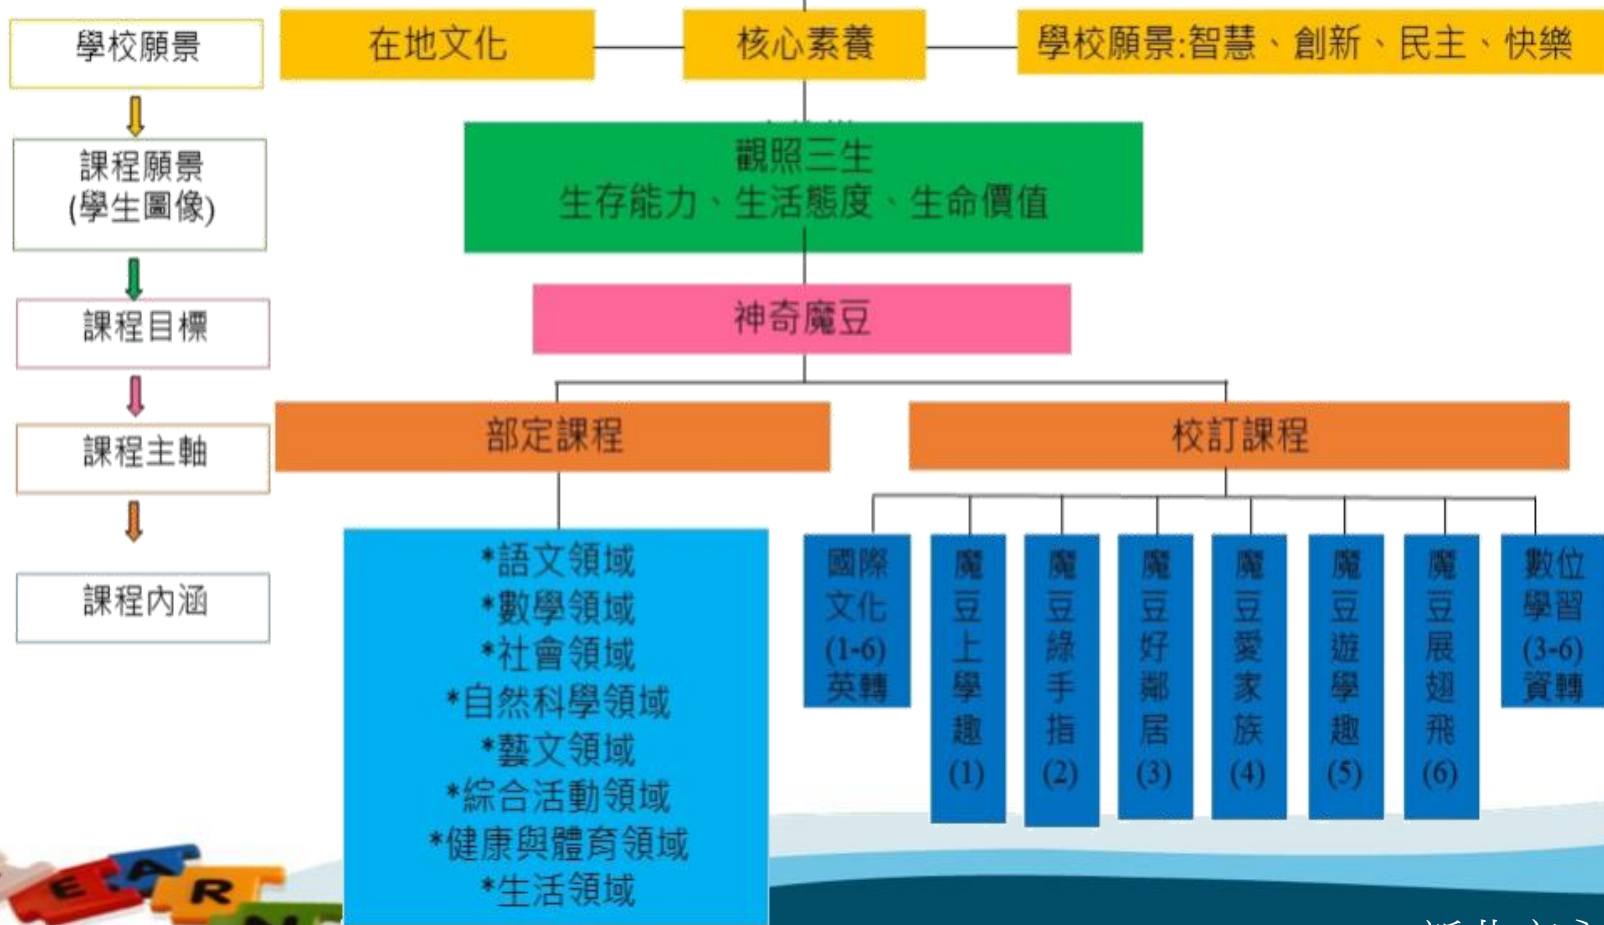 學校願景
在地文化
核心素養
學校願景:智慧、創新、民主、快樂
課程願景
(學生圖像)
觀照三生
生存能力、生活態度、生命價值
課程目標
神奇魔豆
課程主軸
部定課程
校訂課程
課程內涵
*語文領域
*數學領域
*社會領域
*自然科學領域
*藝文領域
*綜合活動領域
*健康與體育領域
*生活領域
國際
文化
(1-6)
英轉
魔豆上學趣(1)
魔豆綠手指(2)
魔豆好鄰居(3)
魔豆愛家族(4)
魔豆遊學趣(5)
魔豆展翅飛(6)
數位
學習
(3-6)
資轉
E
A
R
N